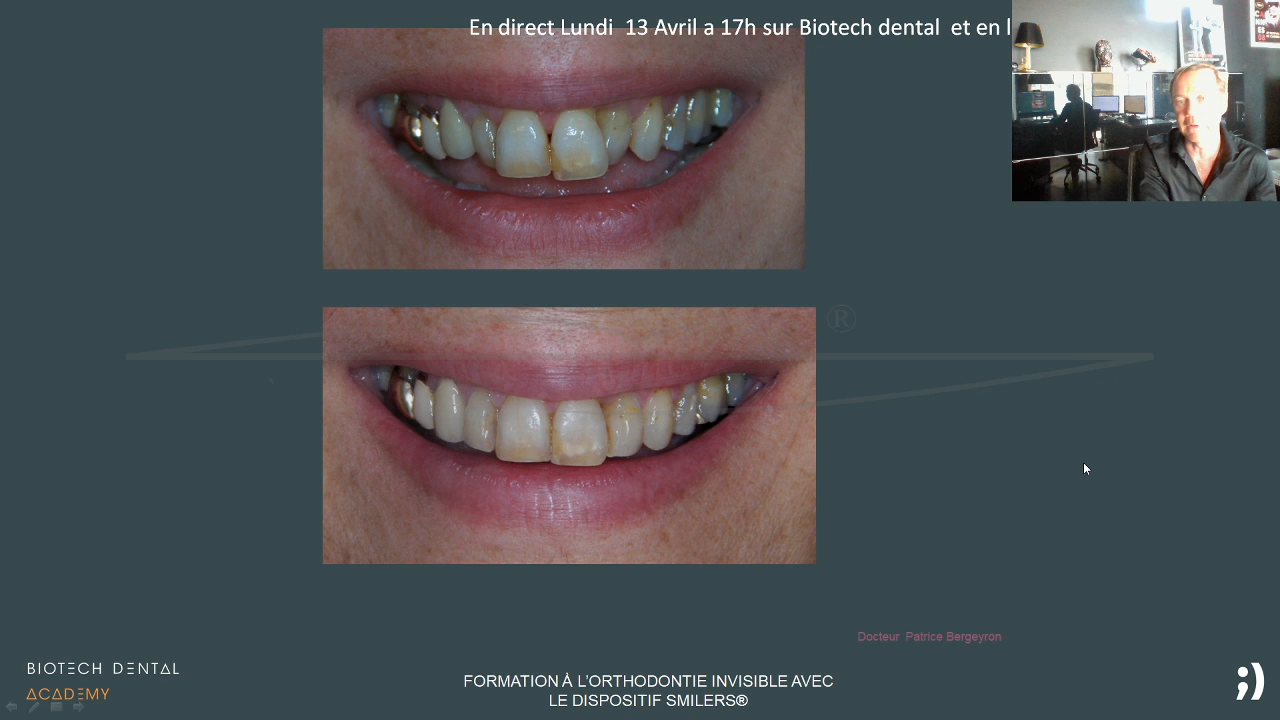 En direct Lundi 13 Avril a 17h sur Biotech dental et en l
®
Docteur Patrice Bergeyron
BIOTECH DENTAL
ACADEMY
FORMATION À L'ORTHODONTIE INVISIBLE AVEC
LE DISPOSITIF SMILERS®
;)